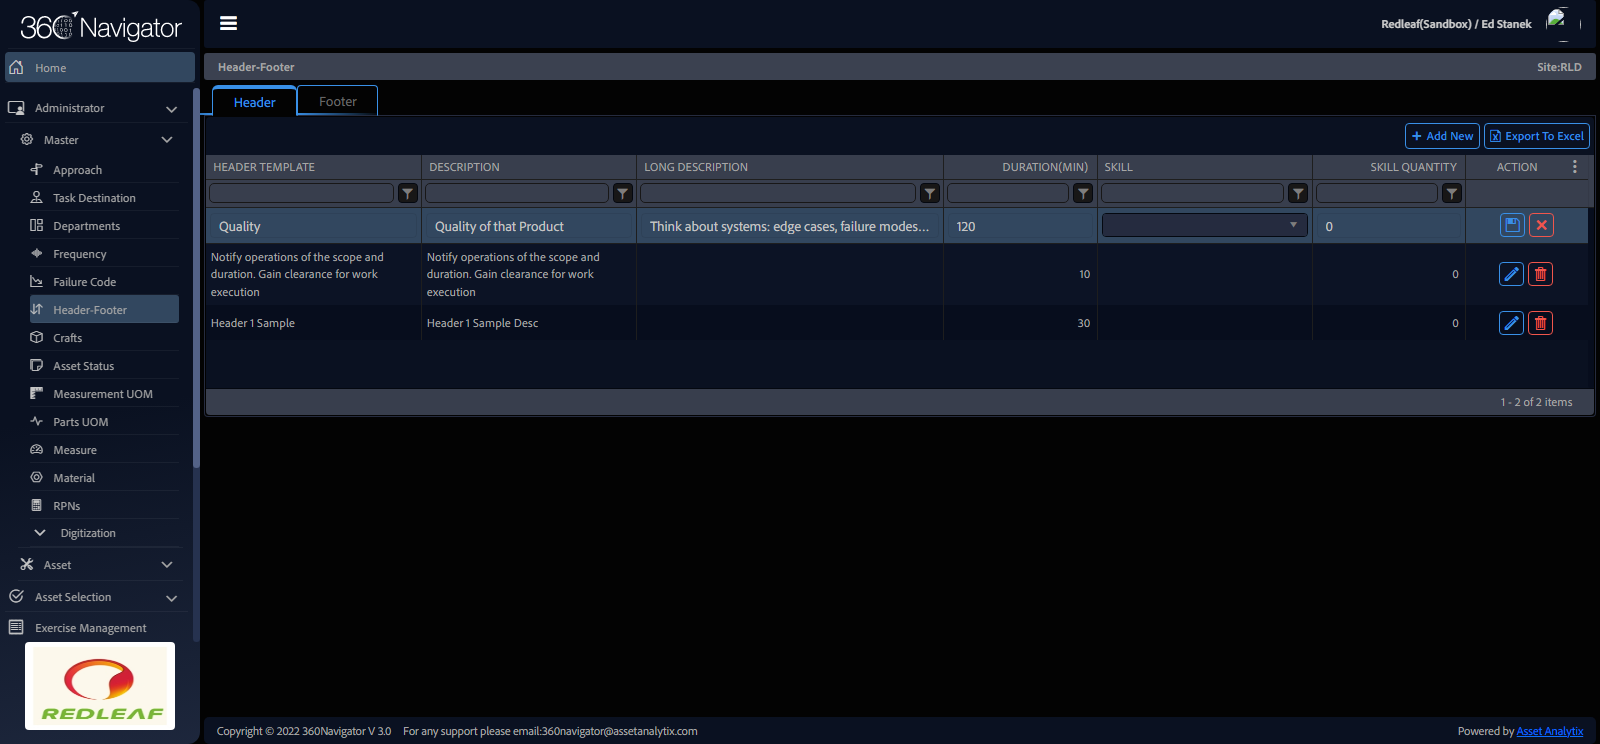 360 Navigator
Redleaf(Sandbox) / Ed Stanek
Home
Header-Footer
Site:RLD
Administrator
Master
Approach
Task Destination
Departments
Frequency
Failure Code
Header-Footer
Crafts
Asset Status
Measurement UOM
Parts UOM
Measure
Material
RPNs
Digitization
Asset
Asset Selection
Exercise Management
REDLEAF
Header
Footer
+ Add New
Export To Excel
HEADER TEMPLATE DESCRIPTION LONG DESCRIPTION DURATION(MIN) SKILL SKILL QUANTITY ACTION
Quality Quality of that Product Think about systems: edge cases, failure modes... 120 0
Notify operations of the scope and
duration. Gain clearance for work
execution
Notify operations of the scope and
duration. Gain clearance for work
execution
10 0
Header 1 Sample Header 1 Sample Desc 30 0
1 - 2 of 2 items
Copyright © 2022 360Navigator V 3.0 For any support please email:360navigator@assetanalytix.com
Powered by Asset Analytix